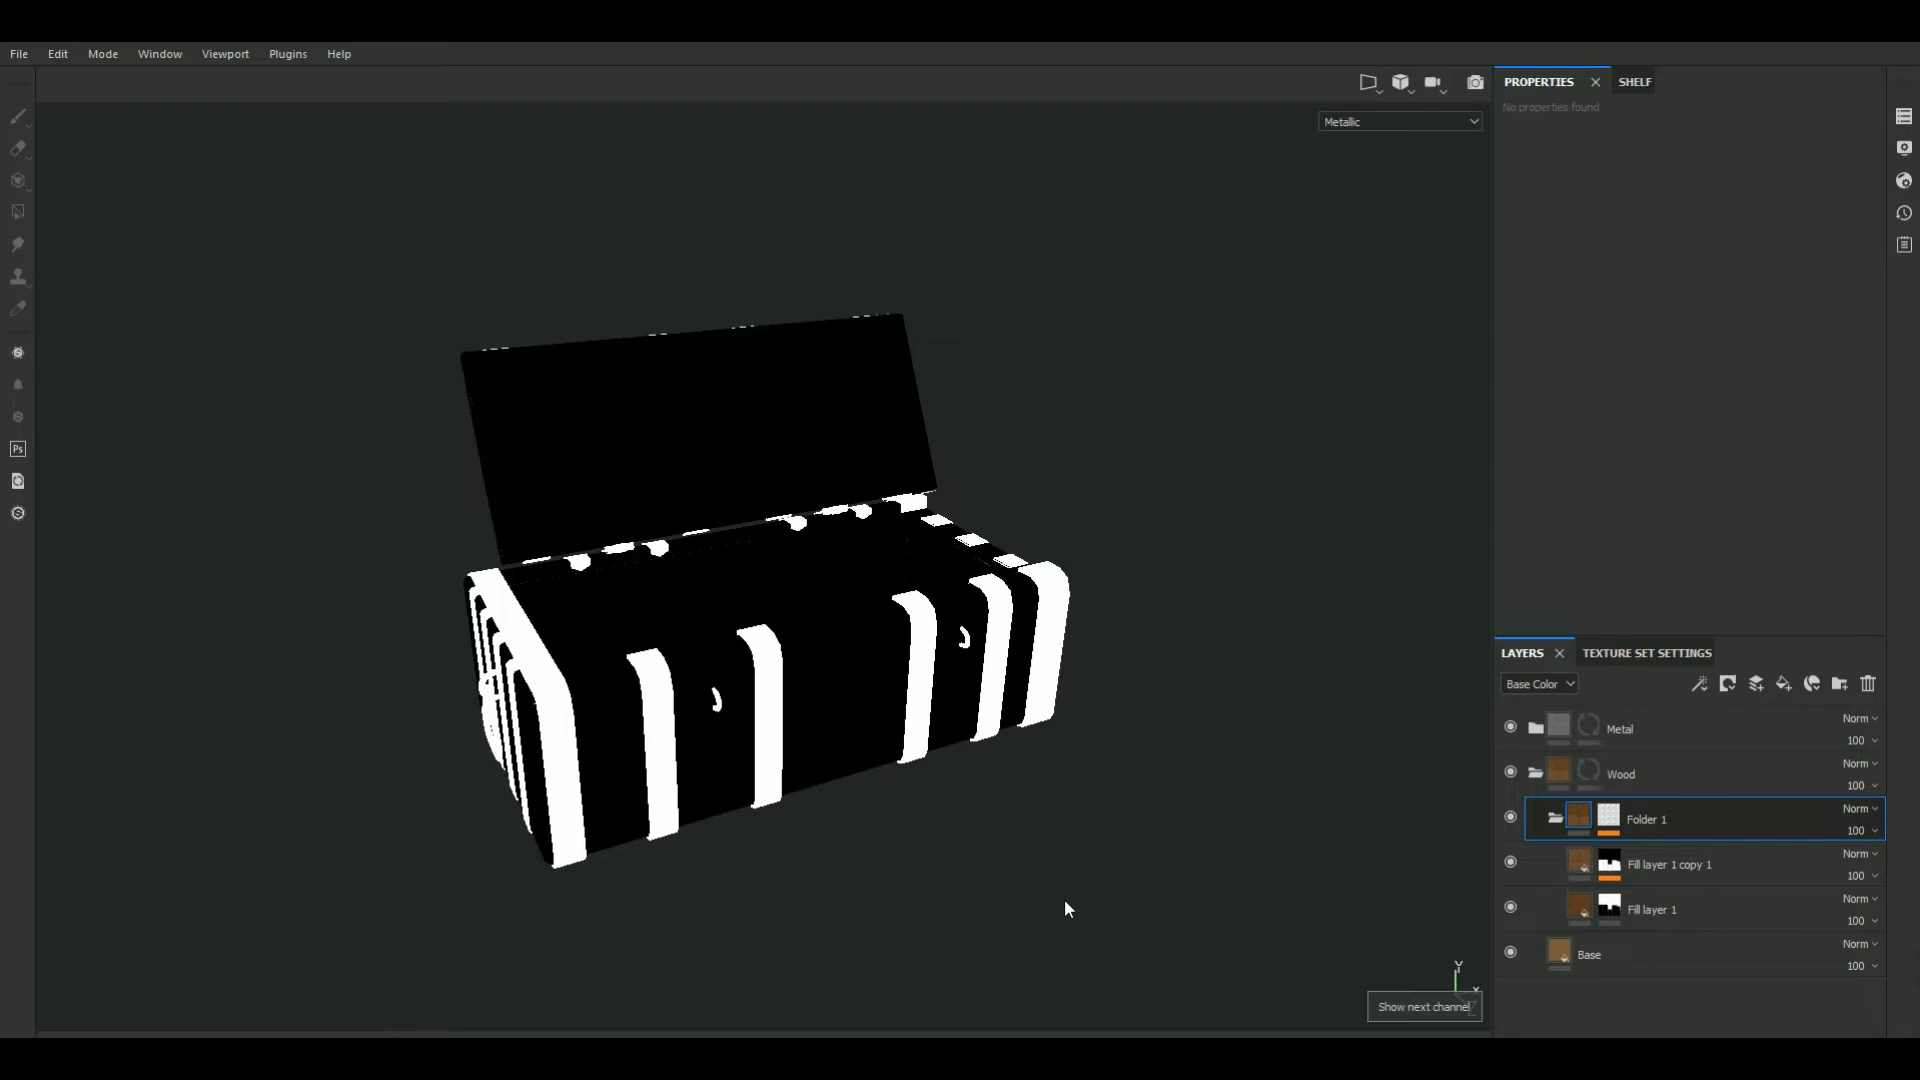 File Edit Mode Window Viewport Plugins Help
PROPERTIES SHELF
No properties found
Metallic
Ps
LAYERS TEXTURE SET SETTINGS
Base Color
Metal Norm
100
Wood Norm
100
Folder 1 Norm
100
Fill layer 1 copy 1 Norm
100
Fill layer 1 Norm
100
Base Norm
100
Y
X
Z
Show next channel